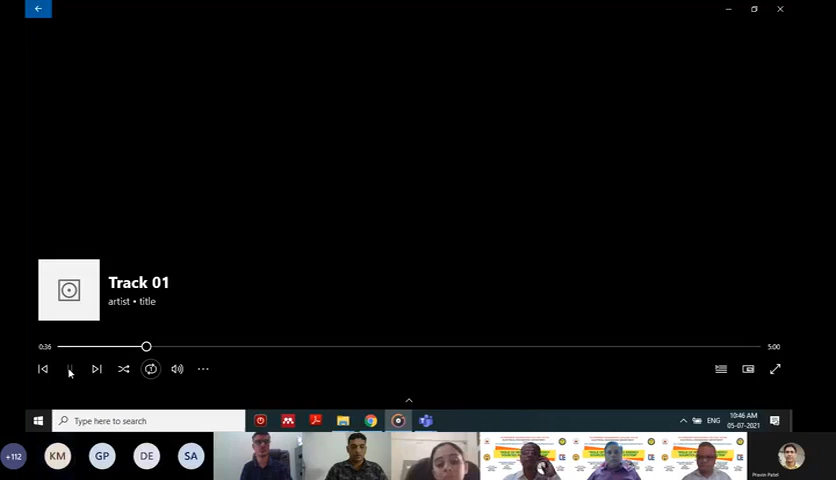 Track 01
artist • title
0:36
5:00
Type here to search
ENG
10:46 AM
05-07-2021
+112
KM
GP
DE
SA
Pravin Patel